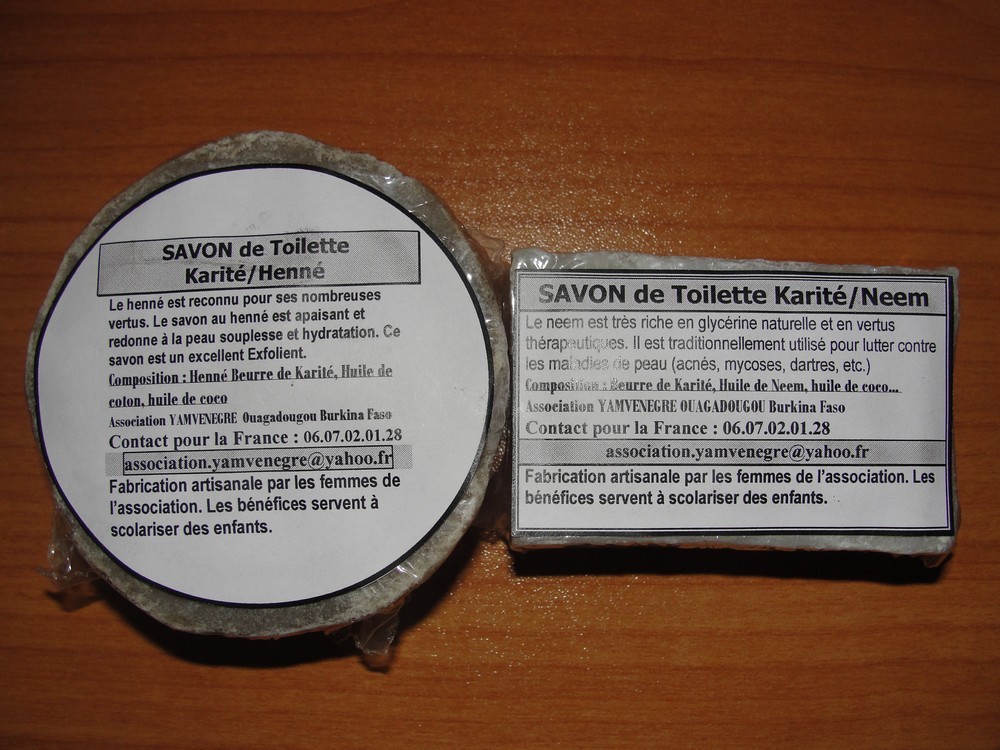 SAVON de Toilette
Karité/Henné
Le henné est reconnu pour ses nombreuses
vertus. Le savon au henné est apaisant et
redonne à la peau souplesse et hydratation. Ce
savon est un excellent Exfolient.
Composition : Henné Beurre de Karité, Huile de
coton, huile de coco
Association YAMVENEGRE Ouagadougou Burkina Faso
Contact pour la France : 06.07.02.01.28
association.yamvenegre@yahoo.fr
Fabrication artisanale par les femmes de
l'association. Les bénéfices servent à
scolariser des enfants.
SAVON de Toilette Karité/Neem
Le neem est très riche en glycérine naturelle et en vertus
thérapeutiques. Il est traditionnellement utilisé pour lutter contre
les maladies de peau (acnés, mycoses, dartres, etc.)
Composition : Beurre de Karité, Huile de Neem, huile de coco...
Association YAMVENEGRE OUAGADOUGOU Burkina Faso
Contact pour la France : 06.07.02.01.28
association.yamvenegre@yahoo.fr
Fabrication artisanale par les femmes de l'association. Les
bénéfices servent à scolariser des enfants.